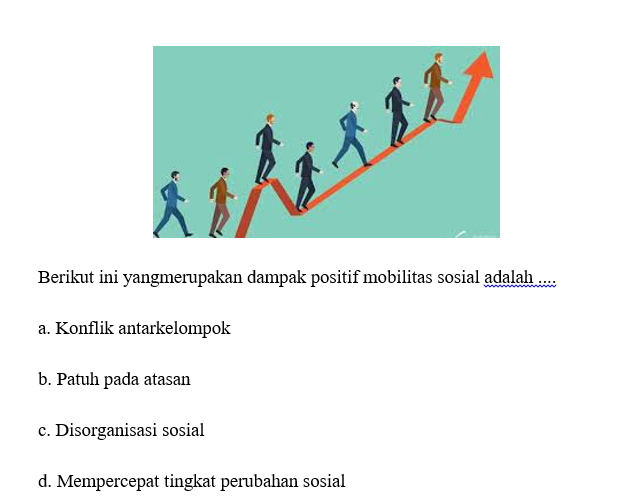 Berikut ini yangmerupakan dampak positif mobilitas sosial adalah ....
a. Konflik antarkelompok
b. Patuh pada atasan
c. Disorganisasi sosial
d. Mempercepat tingkat perubahan sosial